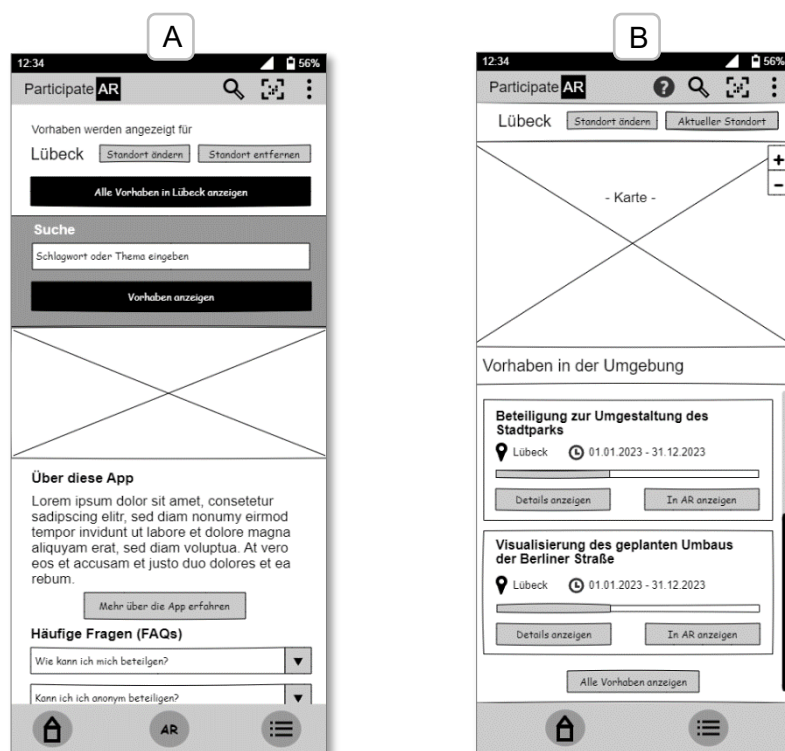 A
12:34 56%
Participate AR
Vorhaben werden angezeigt für
Lübeck Standort ändern Standort entfernen
Alle Vorhaben in Lübeck anzeigen
Suche
Schlagwort oder Thema eingeben
Vorhaben anzeigen
Über diese App
Lorem ipsum dolor sit amet, consetetur
sadipscing elitr, sed diam nonumy eirmod
tempor invidunt ut labore et dolore magna
aliquyam erat, sed diam voluptua. At vero
eos et accusam et justo duo dolores et ea
rebum.
Mehr über die App erfahren
Häufige Fragen (FAQs)
Wie kann ich mich beteilgen?
Kann ich ich anonym beteiligen?
AR
B
12:34 56%
Participate AR ?
Lübeck Standort ändern Aktueller Standort
+
- Karte -
–
Vorhaben in der Umgebung
Beteiligung zur Umgestaltung des
Stadtparks
Lübeck 01.01.2023 - 31.12.2023
Details anzeigen In AR anzeigen
Visualisierung des geplanten Umbaus
der Berliner Straße
Lübeck 01.01.2023 - 31.12.2023
Details anzeigen In AR anzeigen
Alle Vorhaben anzeigen